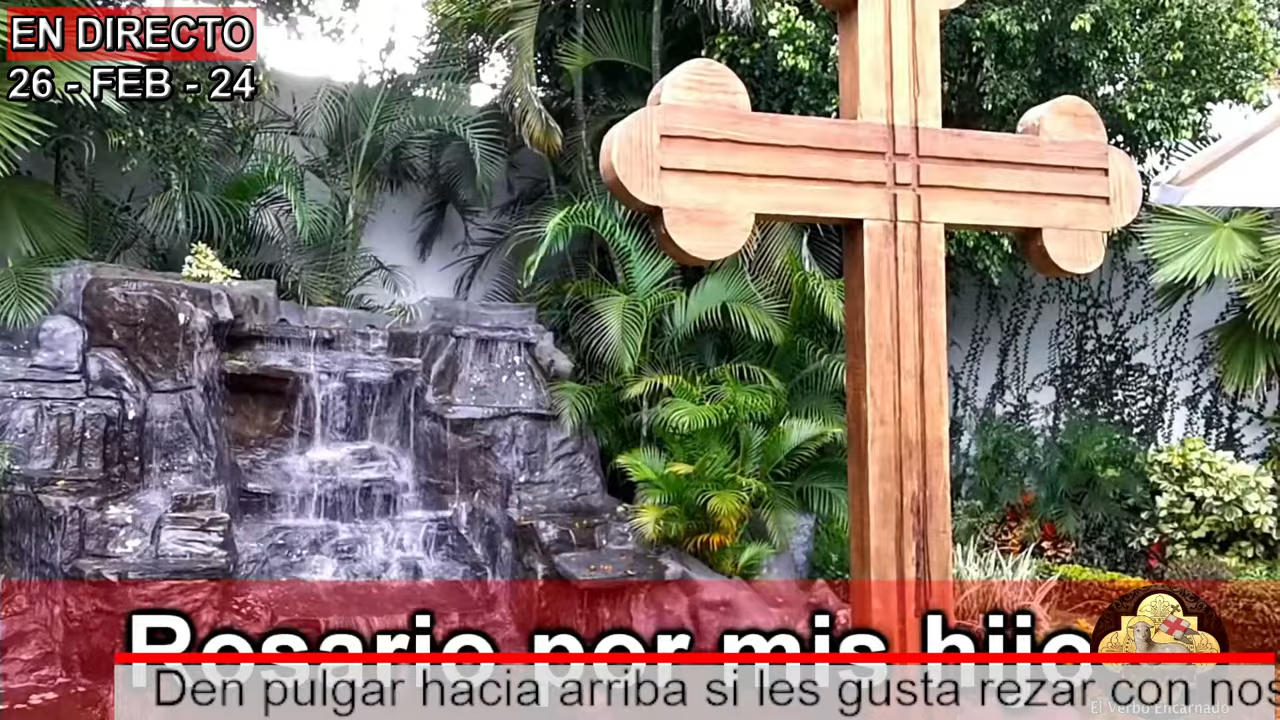 EN DIRECTO
26 - FEB - 24
Rosario por mis hijo
Den pulgar hacia arriba si les gusta rezar con nos
El Verbo Encarnado